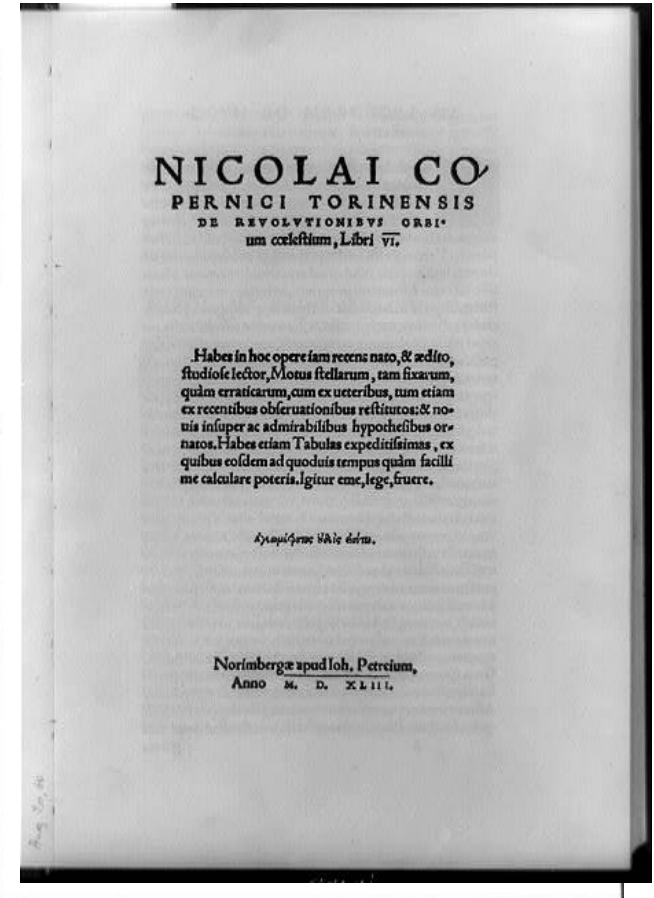 NICOLAI CO
PERNICI TORINENSIS
DE REVOLVTIONIBVS ORBI-
um cœleſtium, Libri VI.
Habes in hoc opere iam recens nato, & ædito,
ſtudioſe lector, Motus ſtellarum, tam fixarum,
quàm erraticarum, cum ex ueteribus, tum etiam
ex recentibus obſeruationibus reſtitutos: & no-
uis inſuper ac admirabilibus hypotheſibus or-
natos. Habes etiam Tabulas expeditiſsimas, ex
quibus eoſdem ad quoduis tempus quàm facilli
me calculare poteris. Igitur eme, lege, fruere.
Ἀγεωμέτρητος οὐδεὶς εἰσίτω.
Norimbergæ apud Ioh. Petreium,
Anno M. D. XLIII.